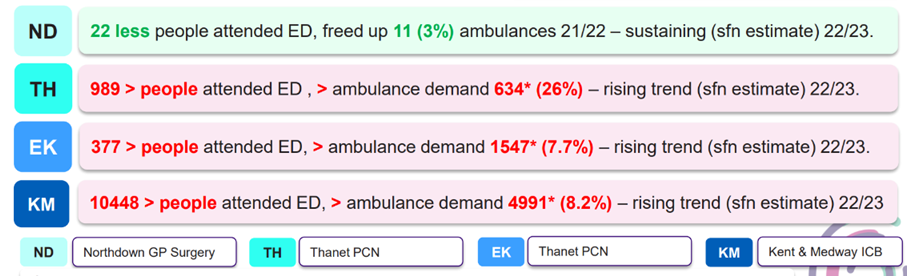 ND 22 less people attended ED, freed up 11 (3%) ambulances 21/22 – sustaining (sfn estimate) 22/23.
TH 989 > people attended ED , > ambulance demand 634* (26%) – rising trend (sfn estimate) 22/23.
EK 377 > people attended ED, > ambulance demand 1547* (7.7%) – rising trend (sfn estimate) 22/23.
KM 10448 > people attended ED, > ambulance demand 4991* (8.2%) – rising trend (sfn estimate) 22/23
ND Northdown GP Surgery TH Thanet PCN EK Thanet PCN KM Kent & Medway ICB